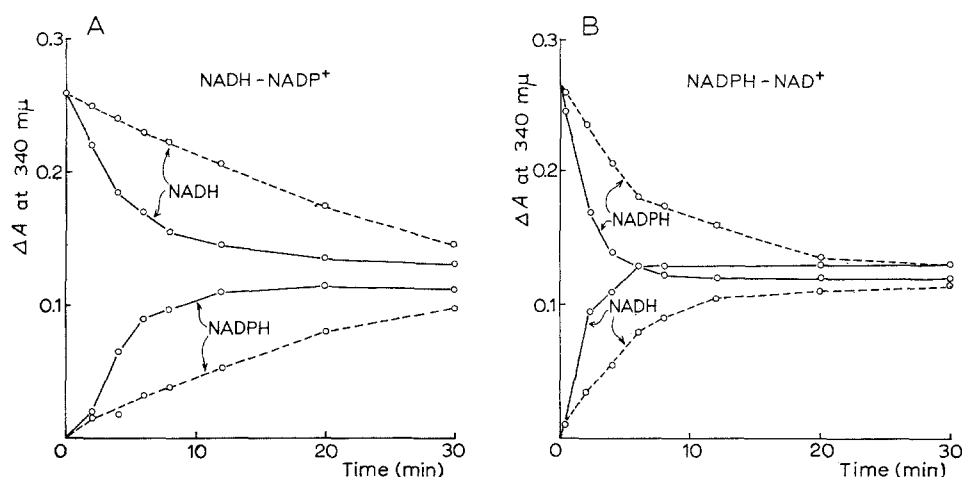 A
0.3
NADH-NADP+
ΔA at 340 mμ
0.2
NADH
0.1
NADPH
0
10
20
30
Time (min)
B
0.3
NADPH-NAD+
ΔA at 340 mμ
0.2
NADPH
0.1
NADH
0
10
20
30
Time (min)